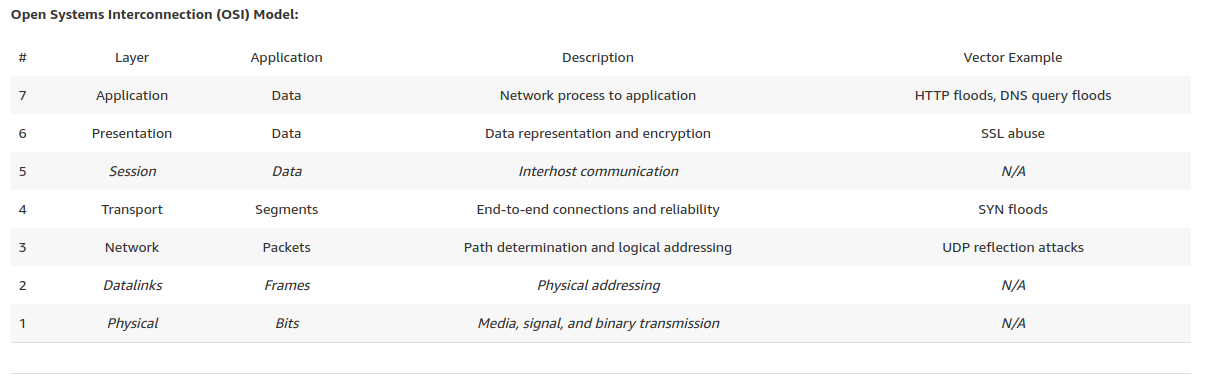 Open Systems Interconnection (OSI) Model:
# Layer Application Description Vector Example
7 Application Data Network process to application HTTP floods, DNS query floods
6 Presentation Data Data representation and encryption SSL abuse
5 Session Data Interhost communication N/A
4 Transport Segments End-to-end connections and reliability SYN floods
3 Network Packets Path determination and logical addressing UDP reflection attacks
2 Datalinks Frames Physical addressing N/A
1 Physical Bits Media, signal, and binary transmission N/A